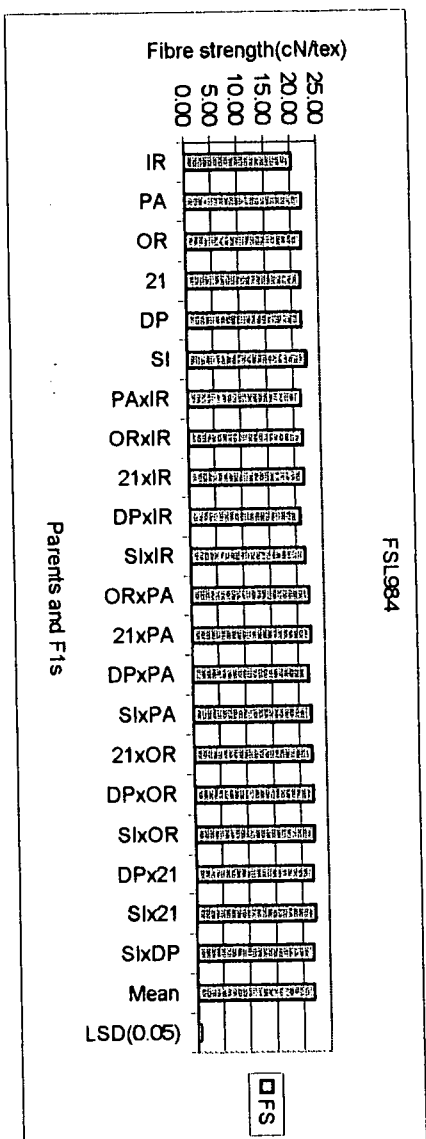 FSL984
Fibre strength(cN/tex)
25.00
20.00
15.00
10.00
5.00
0.00
IR
PA
OR
21
DP
SI
PAxIR
ORxIR
21xIR
DPxIR
SIxIR
ORxPA
21xPA
DPxPA
SIxPA
21xOR
DPxOR
SIxOR
DPx21
SIx21
SIxDP
Mean
LSD(0.05)
Parents and F1s
FS